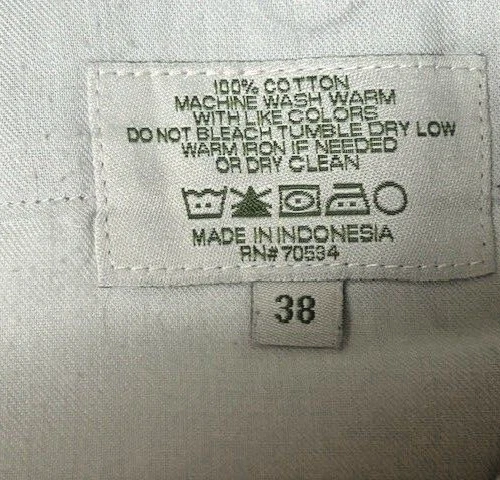 100% COTTON
MACHINE WASH WARM
WITH LIKE COLORS
DO NOT BLEACH TUMBLE DRY LOW
WARM IRON IF NEEDED
OR DRY CLEAN
MADE IN INDONESIA
RN# 70534
38